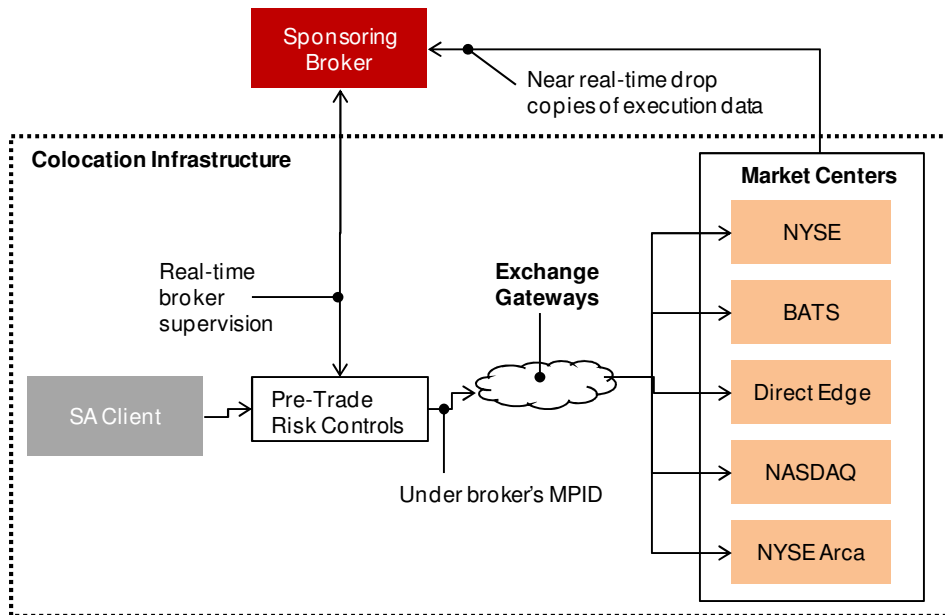 Sponsoring
Broker
Near real-time drop
copies of execution data
Colocation Infrastructure
Market Centers
NYSE
Real-time
broker
supervision
Exchange
Gateways
BATS
Direct Edge
SA Client
Pre-Trade
Risk Controls
NASDAQ
Under broker's MPID
NYSE Arca